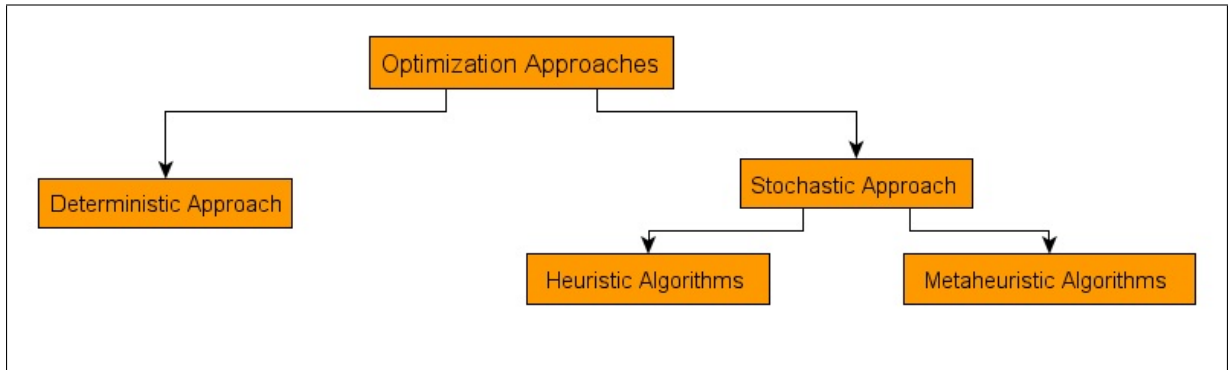 Optimization Approaches
Deterministic Approach
Stochastic Approach
Heuristic Algorithms
Metaheuristic Algorithms